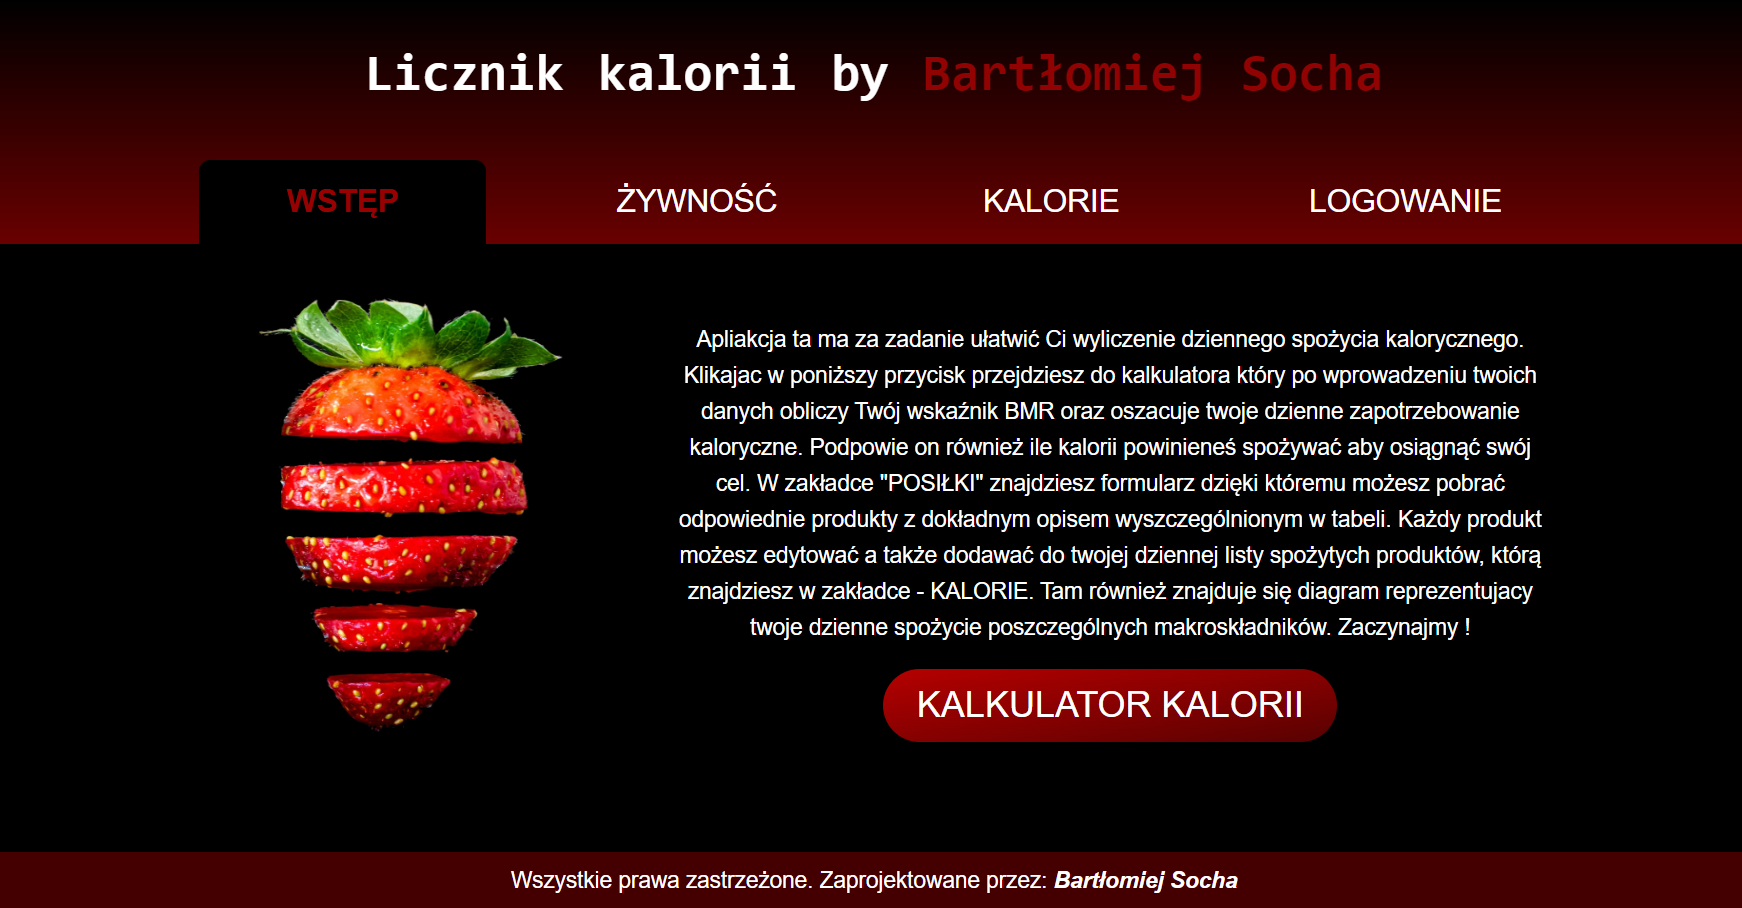 Licznik kalorii by Bartłomiej Socha
WSTĘP
ŻYWNOŚĆ
KALORIE
LOGOWANIE
Apliakcja ta ma za zadanie ułatwić Ci wyliczenie dziennego spożycia kalorycznego.
Klikajac w poniższy przycisk przejdziesz do kalkulatora który po wprowadzeniu twoich
danych obliczy Twój wskaźnik BMR oraz oszacuje twoje dzienne zapotrzebowanie
kaloryczne. Podpowie on również ile kalorii powinieneś spożywać aby osiągnąć swój
cel. W zakładce "POSIŁKI" znajdziesz formularz dzięki któremu możesz pobrać
odpowiednie produkty z dokładnym opisem wyszczególnionym w tabeli. Każdy produkt
możesz edytować a także dodawać do twojej dziennej listy spożytych produktów, którą
znajdziesz w zakładce - KALORIE. Tam również znajduje się diagram reprezentujacy
twoje dzienne spożycie poszczególnych makroskładników. Zaczynajmy !
KALKULATOR KALORII
Wszystkie prawa zastrzeżone. Zaprojektowane przez: Bartłomiej Socha